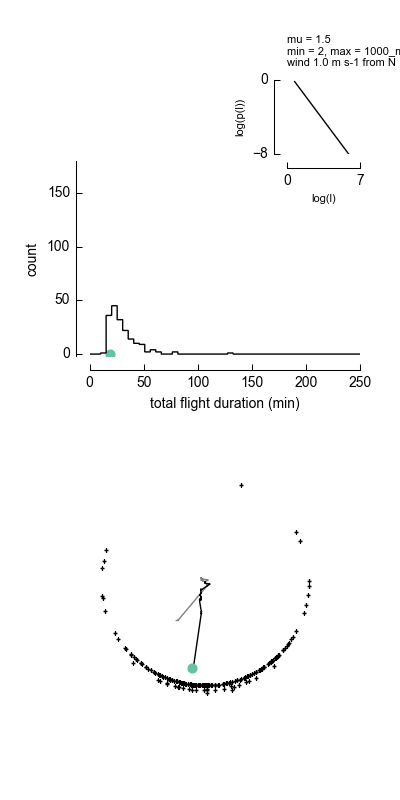 mu = 1.5
min = 2, max = 1000_m
wind 1.0 m s-1 from N
0
log(p(l))
−8
0 7
log(l)
150
100
count
50
0
0 50 100 150 200 250
total flight duration (min)